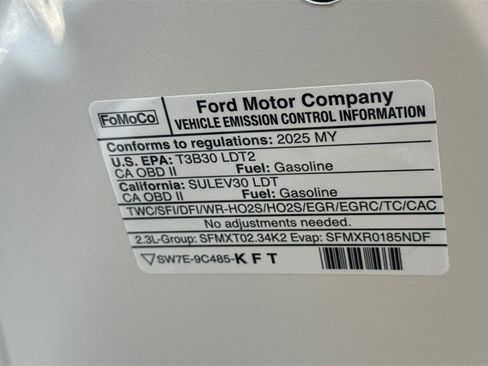 FoMoCo
Ford Motor Company
VEHICLE EMISSION CONTROL INFORMATION
Conforms to regulations: 2025 MY
U.S. EPA: T3B30 LDT2
CA OBD II Fuel: Gasoline
California: SULEV30 LDT
CA OBD II Fuel: Gasoline
TWC/SFI/DFI/WR-HO2S/HO2S/EGR/EGRC/TC/CAC
No adjustments needed.
2.3L-Group: SFMXT02.34K2 Evap: SFMXR0185NDF
SW7E-9C485-KFT